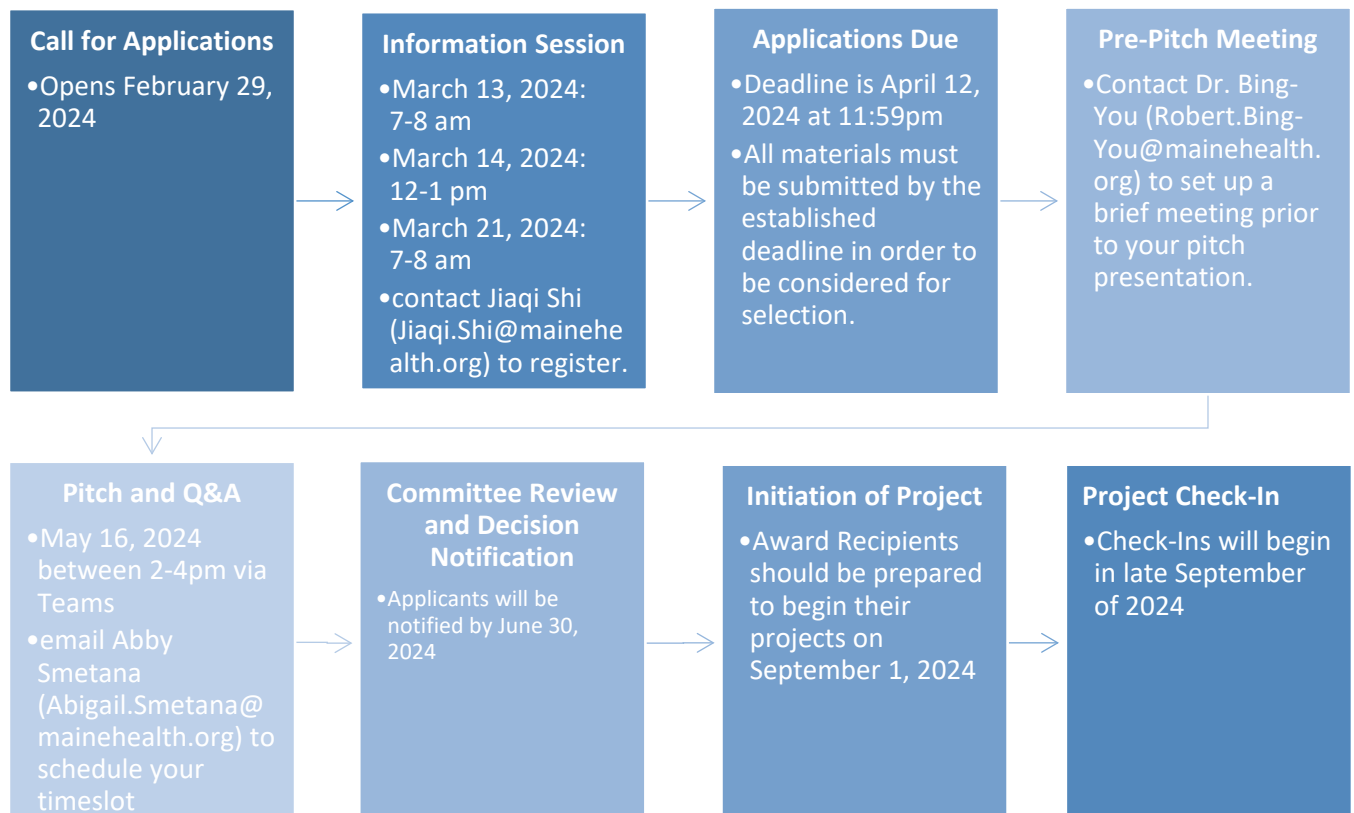 Call for Applications
•Opens February 29,
2024
Information Session
•March 13, 2024:
7-8 am
•March 14, 2024:
12-1 pm
•March 21, 2024:
7-8 am
•contact Jiaqi Shi
(Jiaqi.Shi@mainehe
alth.org) to register.
Applications Due
•Deadline is April 12,
2024 at 11:59pm
•All materials must
be submitted by the
established
deadline in order to
be considered for
selection.
Pre-Pitch Meeting
•Contact Dr. Bing-
You (Robert.Bing-
You@mainehealth.
org) to set up a
brief meeting prior
to your pitch
presentation.
Pitch and Q&A
•May 16, 2024
between 2-4pm via
Teams
•email Abby
Smetana
(Abigail.Smetana@
mainehealth.org) to
schedule your
timeslot
Committee Review
and Decision
Notification
•Applicants will be
notified by June 30,
2024
Initiation of Project
•Award Recipients
should be prepared
to begin their
projects on
September 1, 2024
Project Check-In
•Check-Ins will begin
in late September
of 2024